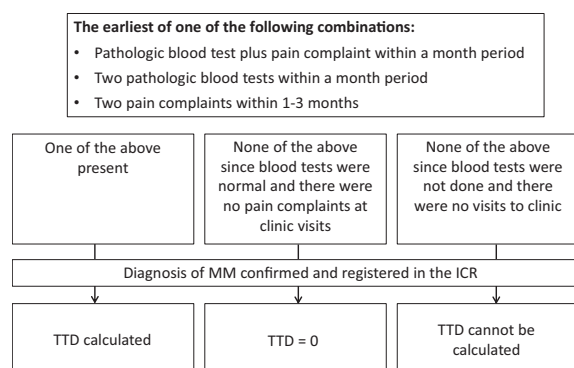 The earliest of one of the following combinations:
• Pathologic blood test plus pain complaint within a month period
• Two pathologic blood tests within a month period
• Two pain complaints within 1-3 months
One of the above
present
None of the above
since blood tests were
normal and there were
no pain complaints at
clinic visits
None of the above
since blood tests were
not done and there
were no visits to clinic
Diagnosis of MM confirmed and registered in the ICR
TTD calculated
TTD = 0
TTD cannot be
calculated